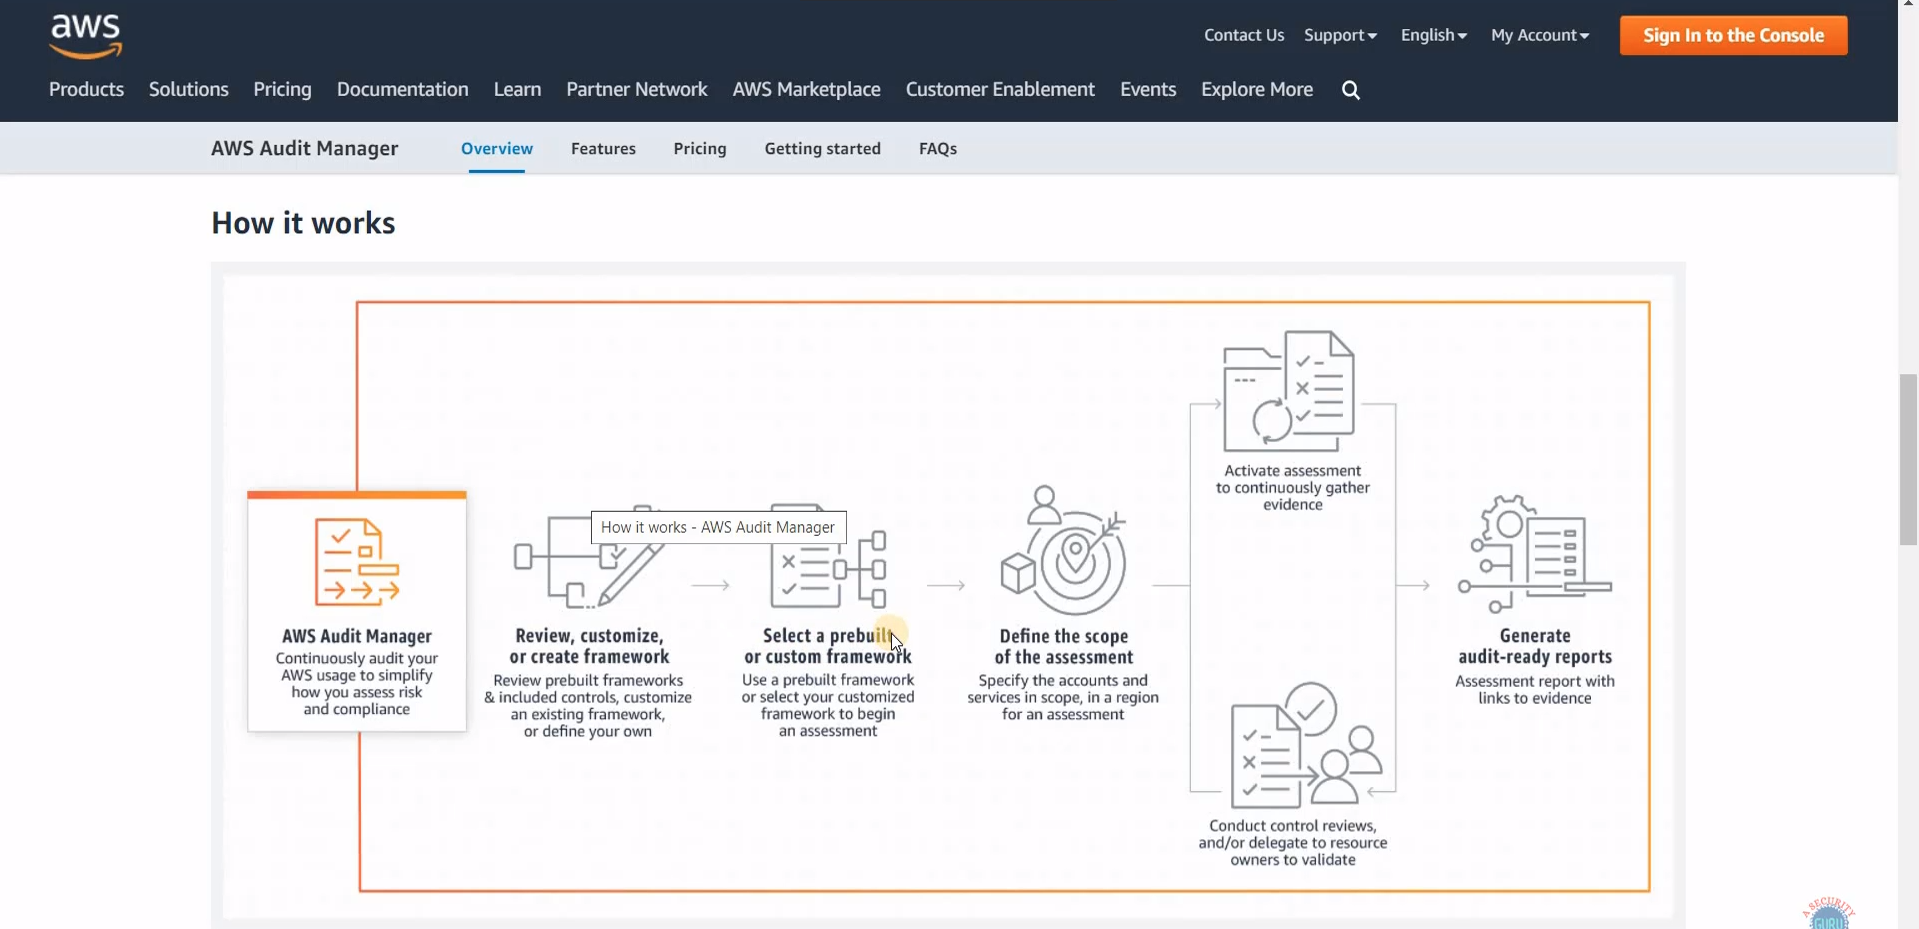 aws
Contact Us Support English My Account Sign In to the Console
Products Solutions Pricing Documentation Learn Partner Network AWS Marketplace Customer Enablement Events Explore More
AWS Audit Manager Overview Features Pricing Getting started FAQs
How it works
How it works - AWS Audit Manager
AWS Audit Manager
Continuously audit your
AWS usage to simplify
how you assess risk
and compliance
Review, customize,
or create framework
Review prebuilt frameworks
& included controls, customize
an existing framework,
or define your own
Select a prebuilt
or custom framework
Use a prebuilt framework
or select your customized
framework to begin
an assessment
Define the scope
of the assessment
Specify the accounts and
services in scope, in a region
for an assessment
Activate assessment
to continuously gather
evidence
Conduct control reviews,
and/or delegate to resource
owners to validate
Generate
audit-ready reports
Assessment report with
links to evidence
A SECURITY
GURU